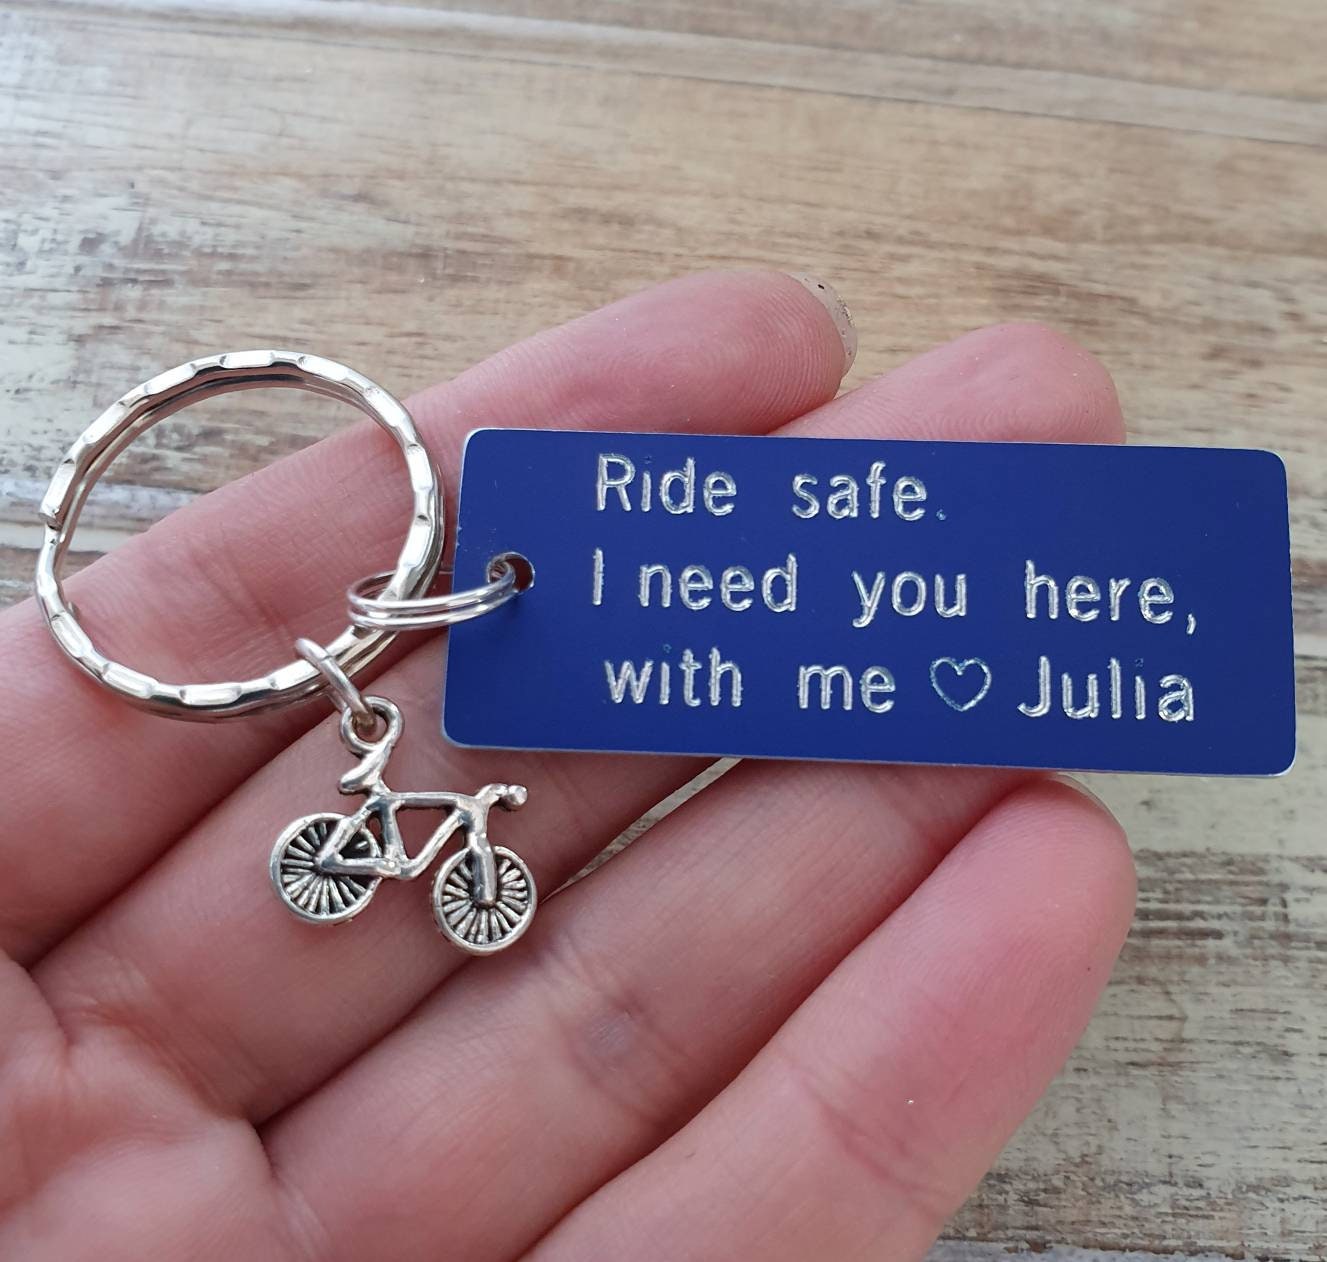 Ride safe.
I need you here,
with me ♡ Julia